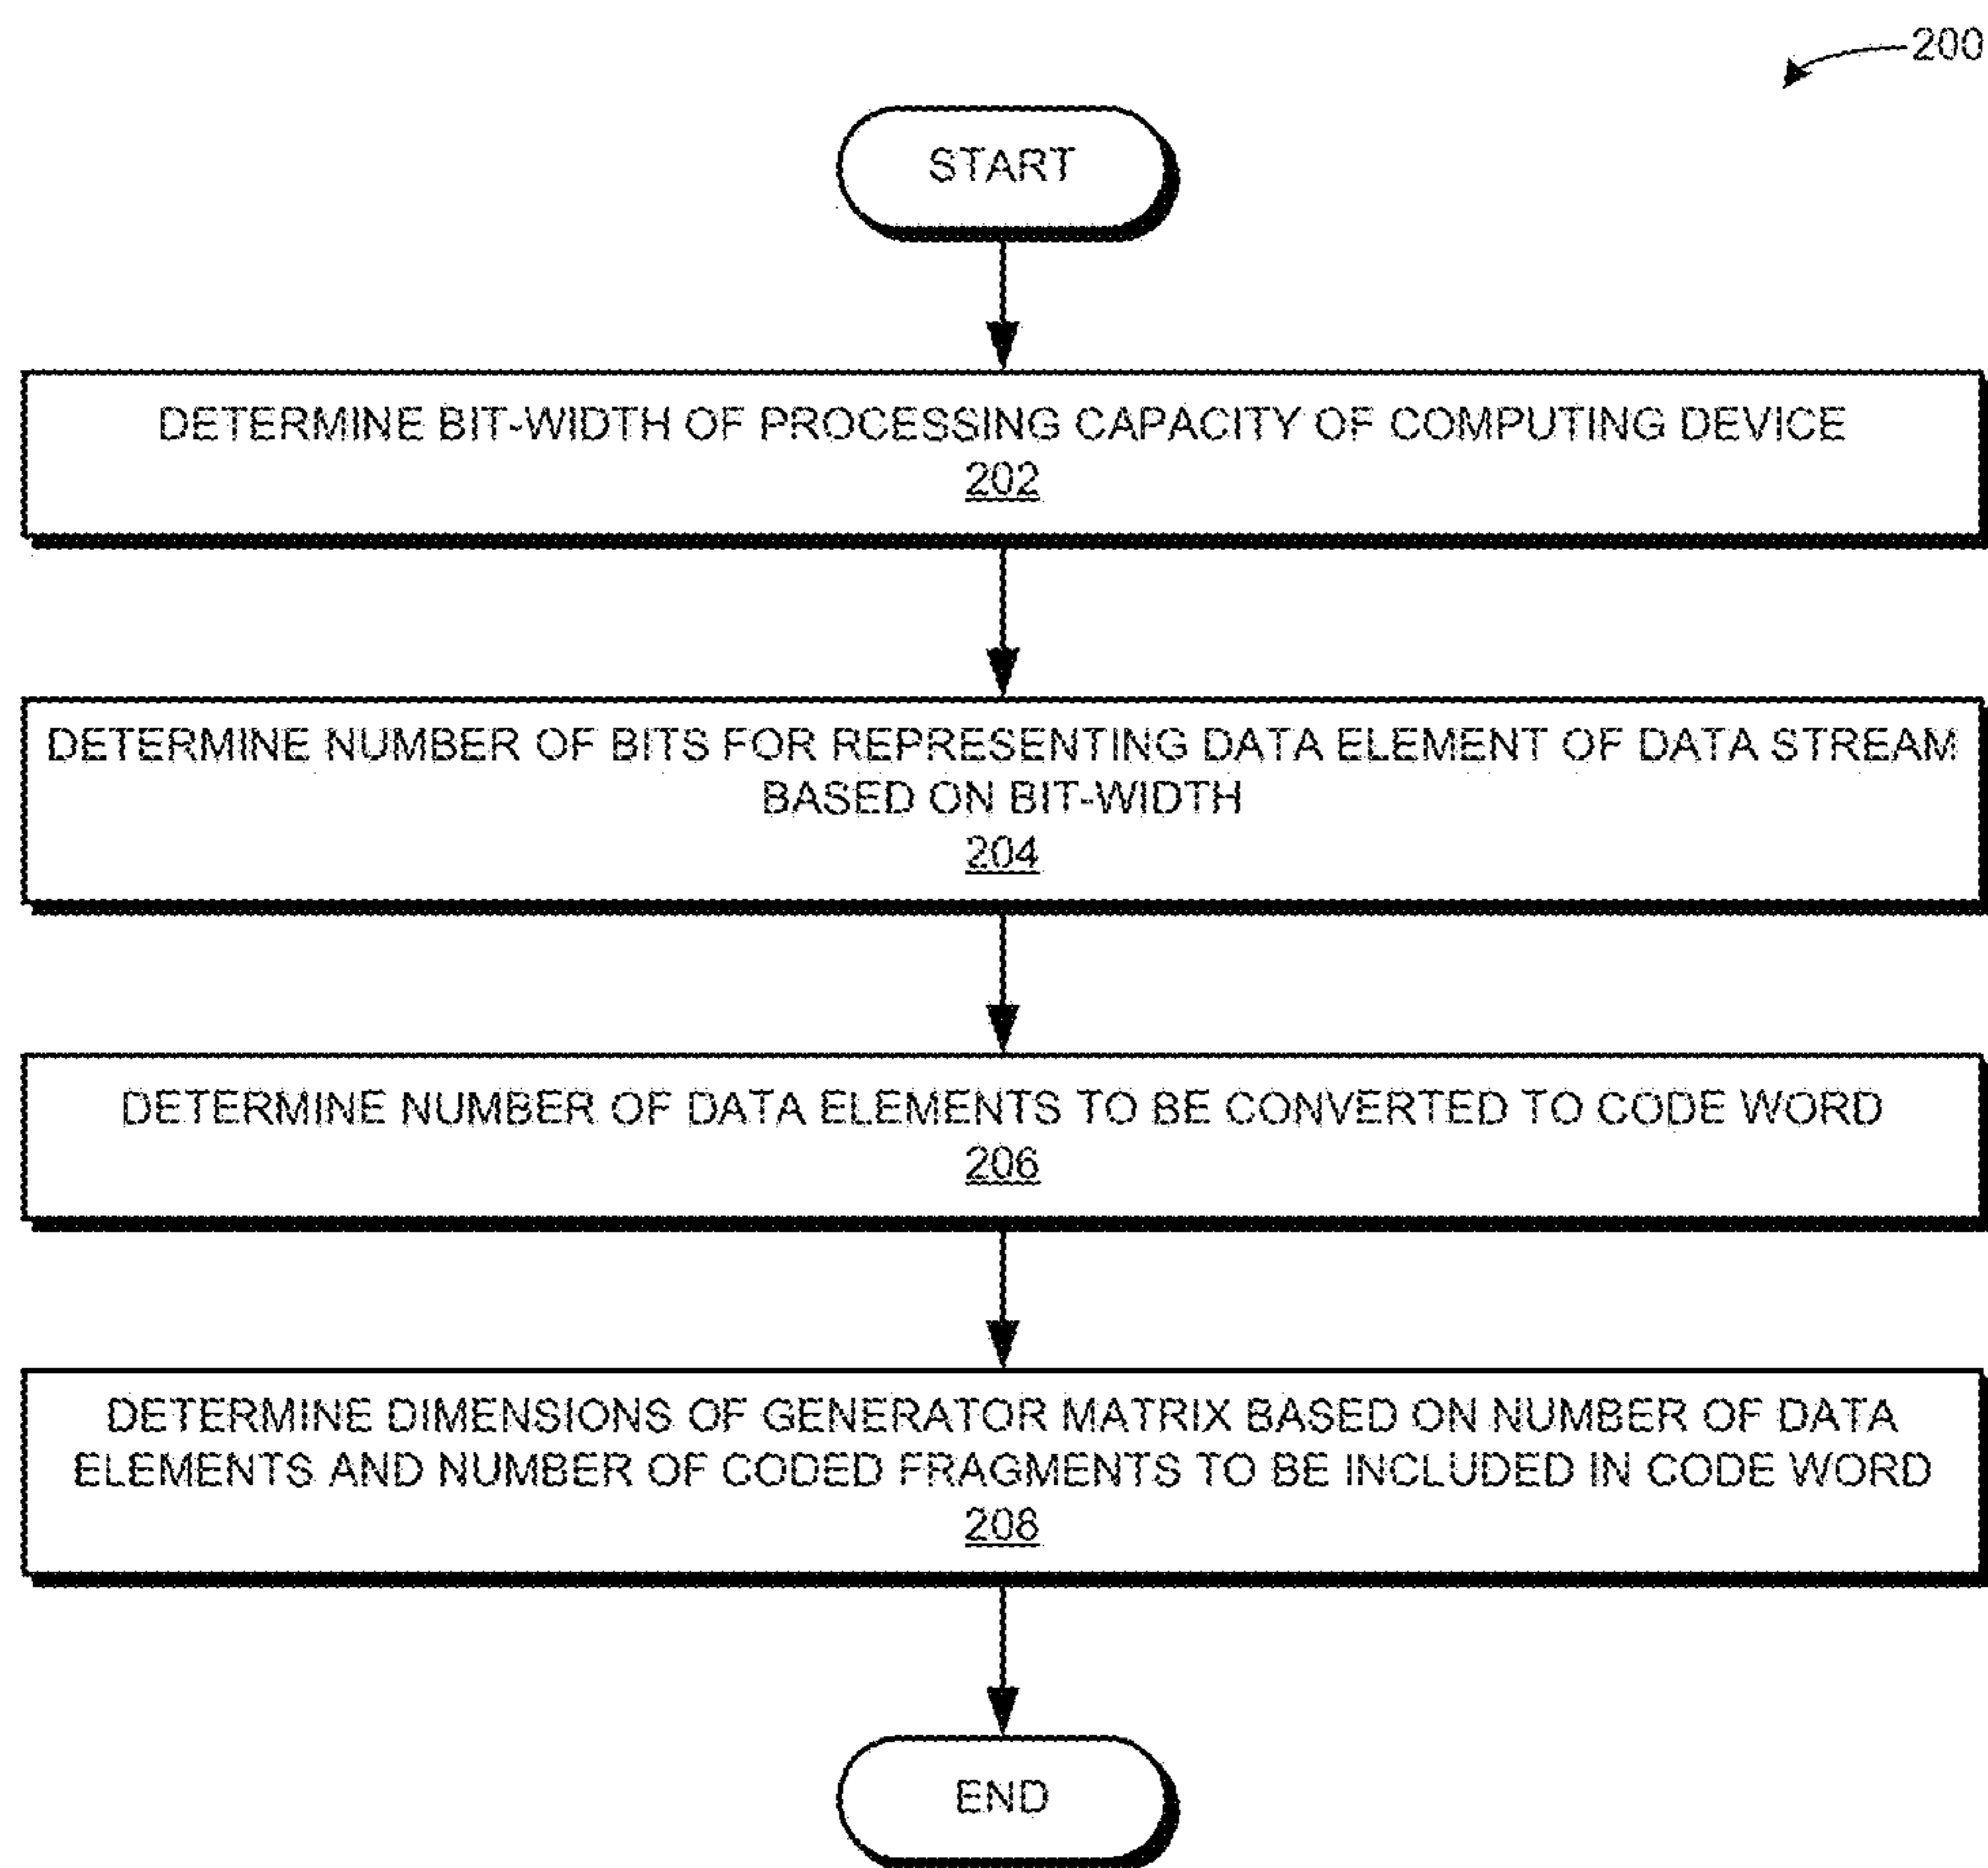 200
START
DETERMINE BIT-WIDTH OF PROCESSING CAPACITY OF COMPUTING DEVICE
202
DETERMINE NUMBER OF BITS FOR REPRESENTING DATA ELEMENT OF DATA STREAM
BASED ON BIT-WIDTH
204
DETERMINE NUMBER OF DATA ELEMENTS TO BE CONVERTED TO CODE WORD
206
DETERMINE DIMENSIONS OF GENERATOR MATRIX BASED ON NUMBER OF DATA
ELEMENTS AND NUMBER OF CODED FRAGMENTS TO BE INCLUDED IN CODE WORD
208
END